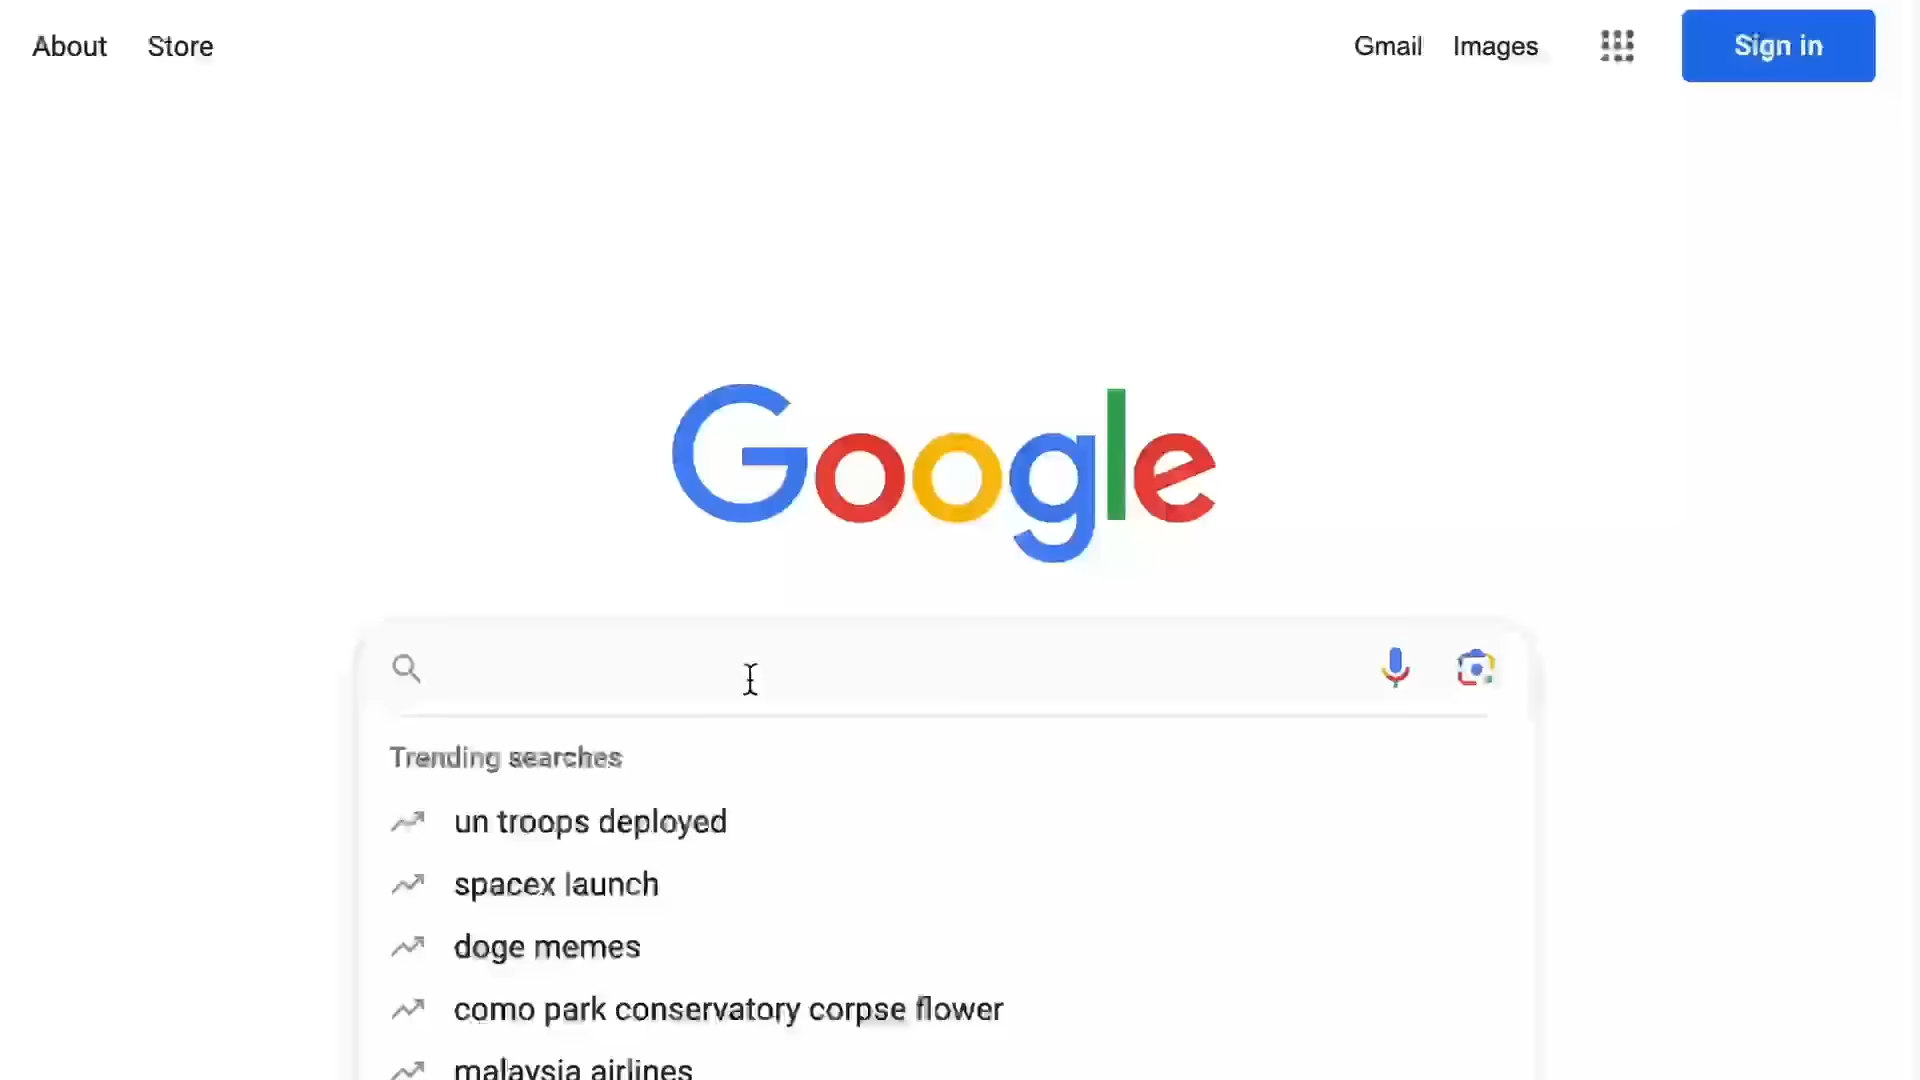 About Store Gmail Images Sign in
Google
Trending searches
un troops deployed
spacex launch
doge memes
como park conservatory corpse flower
malaysia airlines